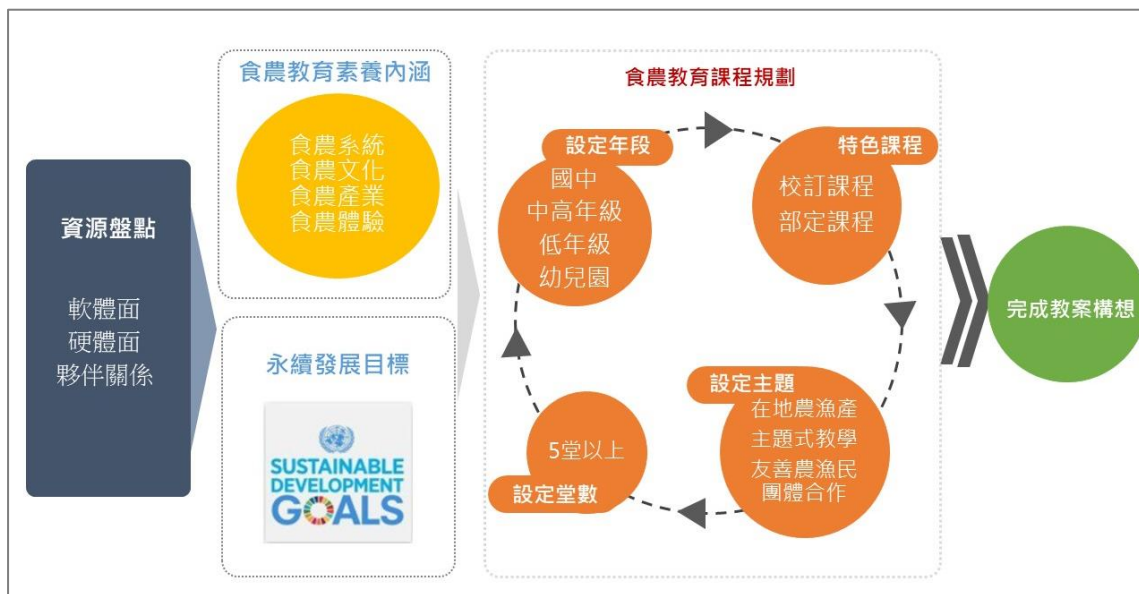 資源盤點
軟體面
硬體面
夥伴關係
食農教育素養內涵
食農系統
食農文化
食農產業
食農體驗
永續發展目標
SUSTAINABLE
DEVELOPMENT
GOALS
食農教育課程規劃
設定年段
國中
中高年級
低年級
幼兒園
特色課程
校訂課程
部定課程
設定主題
在地農漁產
主題式教學
友善農漁民
團體合作
5堂以上
設定堂數
完成教案構想